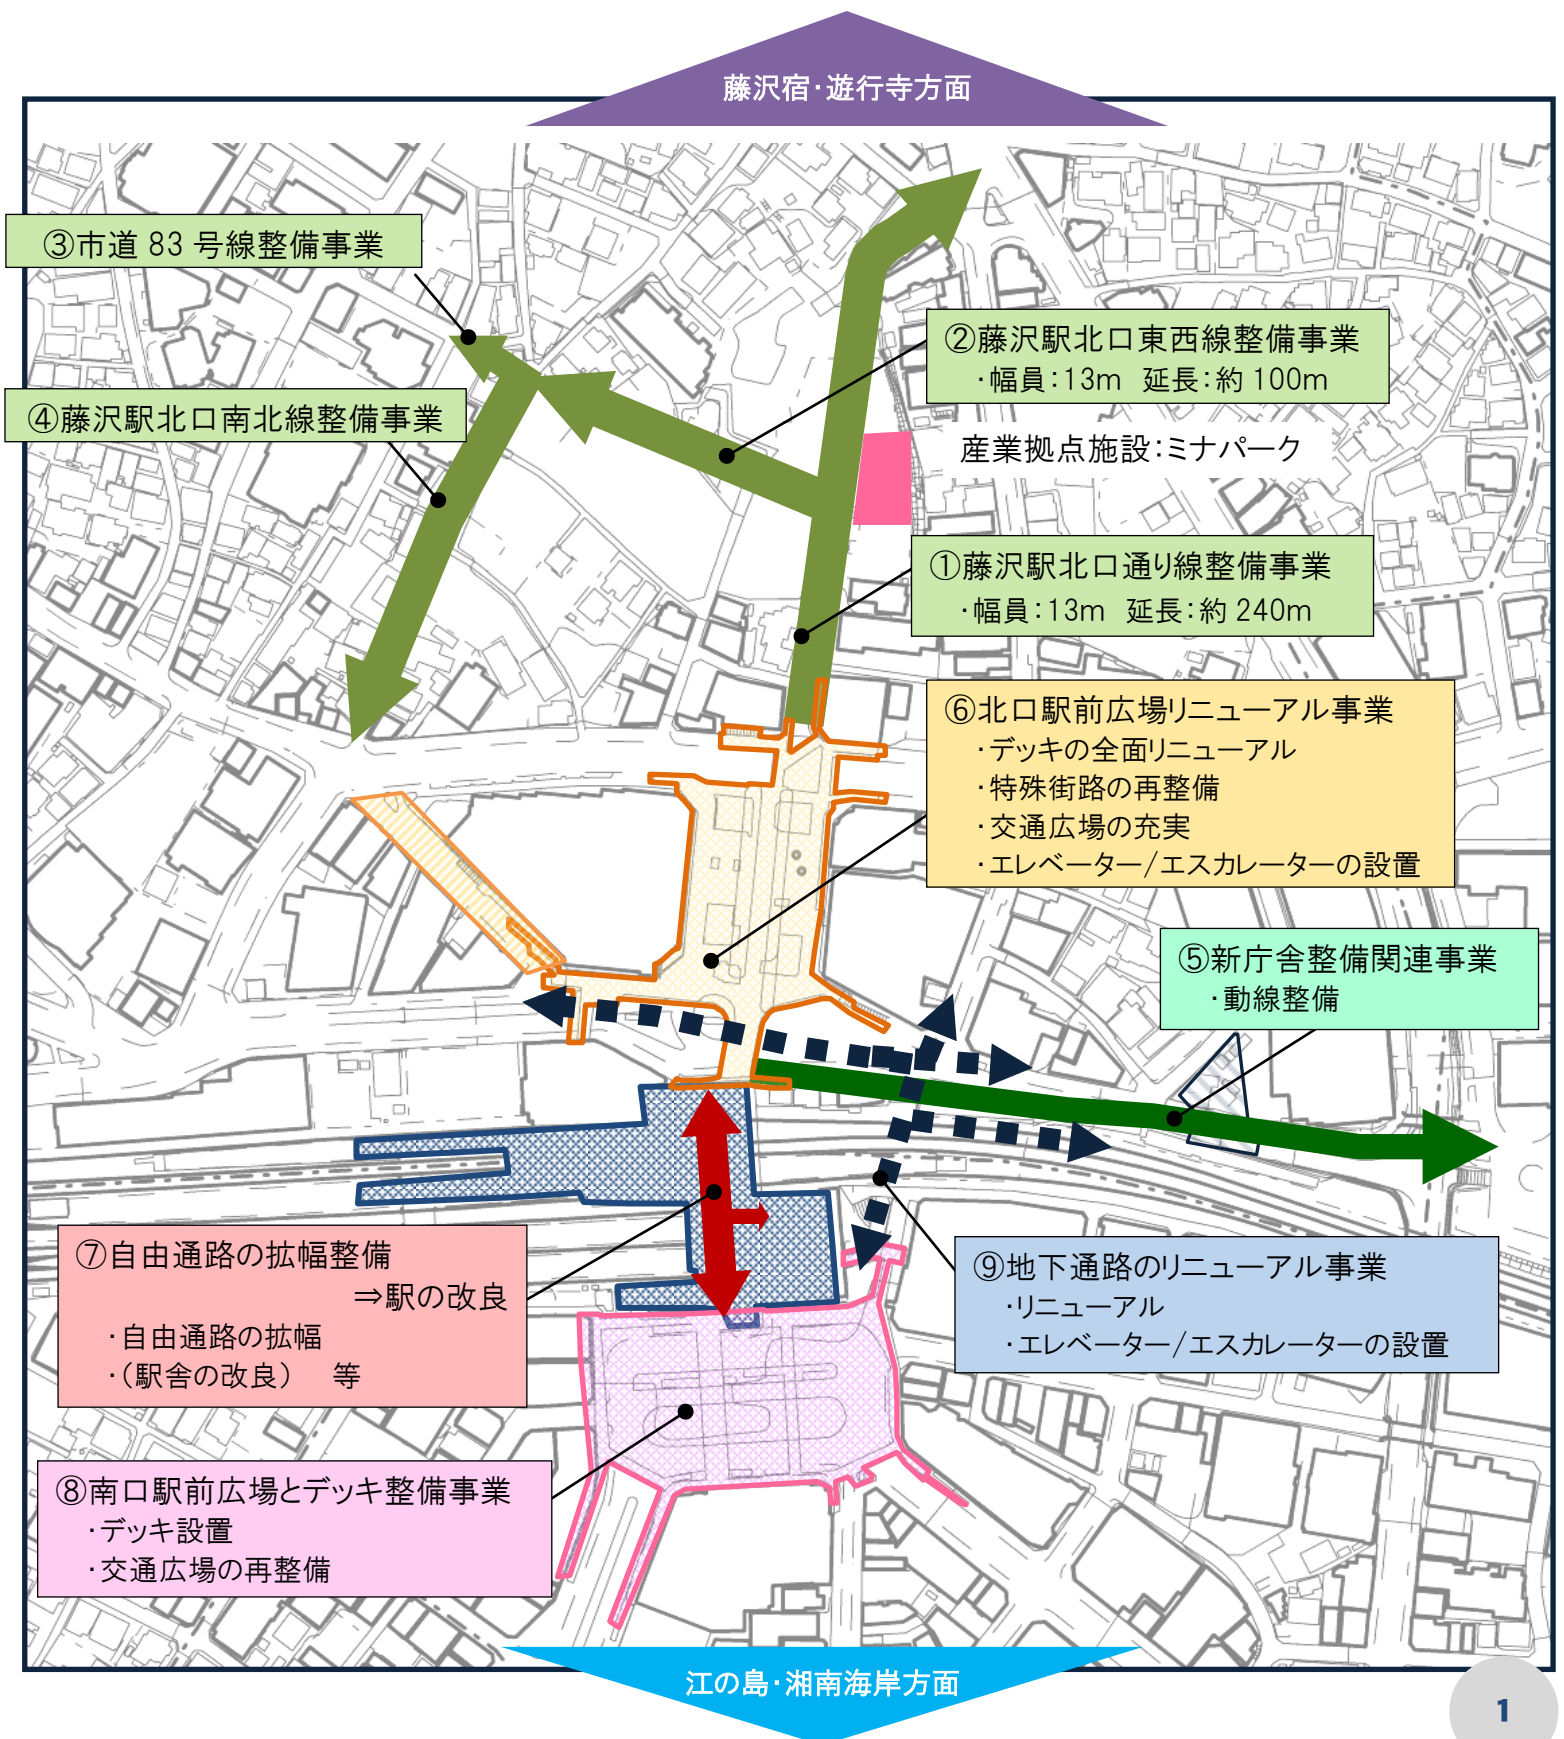 藤沢宿・遊行寺方面
③市道 83 号線整備事業
②藤沢駅北口東西線整備事業
・幅員：13m 延長：約 100m
④藤沢駅北口南北線整備事業
産業拠点施設：ミナパーク
①藤沢駅北口通り線整備事業
・幅員：13m 延長：約 240m
⑥北口駅前広場リニューアル事業
・デッキの全面リニューアル
・特殊街路の再整備
・交通広場の充実
・エレベーター/エスカレーターの設置
⑤新庁舎整備関連事業
・動線整備
⑦自由通路の拡幅整備
⇒駅の改良
・自由通路の拡幅
・（駅舎の改良） 等
⑨地下通路のリニューアル事業
・リニューアル
・エレベーター/エスカレーターの設置
⑧南口駅前広場とデッキ整備事業
・デッキ設置
・交通広場の再整備
江の島・湘南海岸方面
1